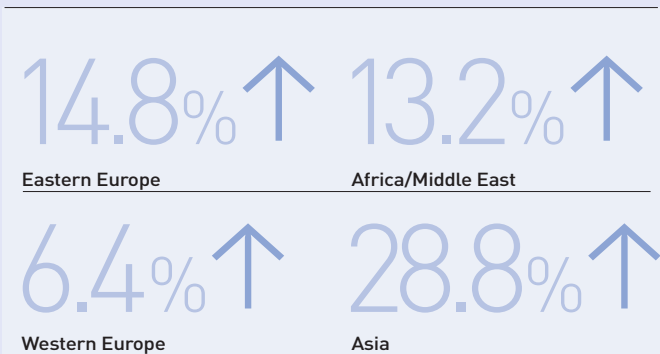 14.8% ↑ 13.2% ↑
Eastern Europe Africa/Middle East
6.4% ↑ 28.8% ↑
Western Europe Asia